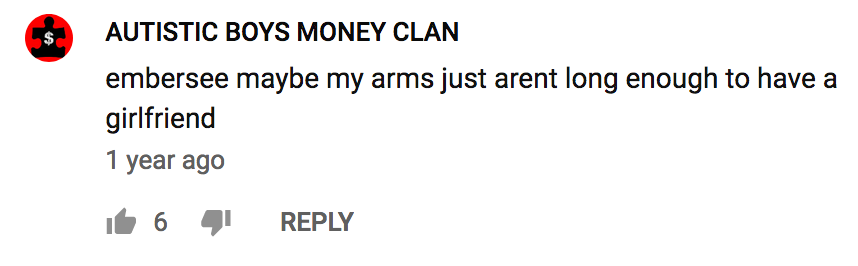 $
AUTISTIC BOYS MONEY CLAN
embersee maybe my arms just arent long enough to have a
girlfriend
1 year ago
6 REPLY